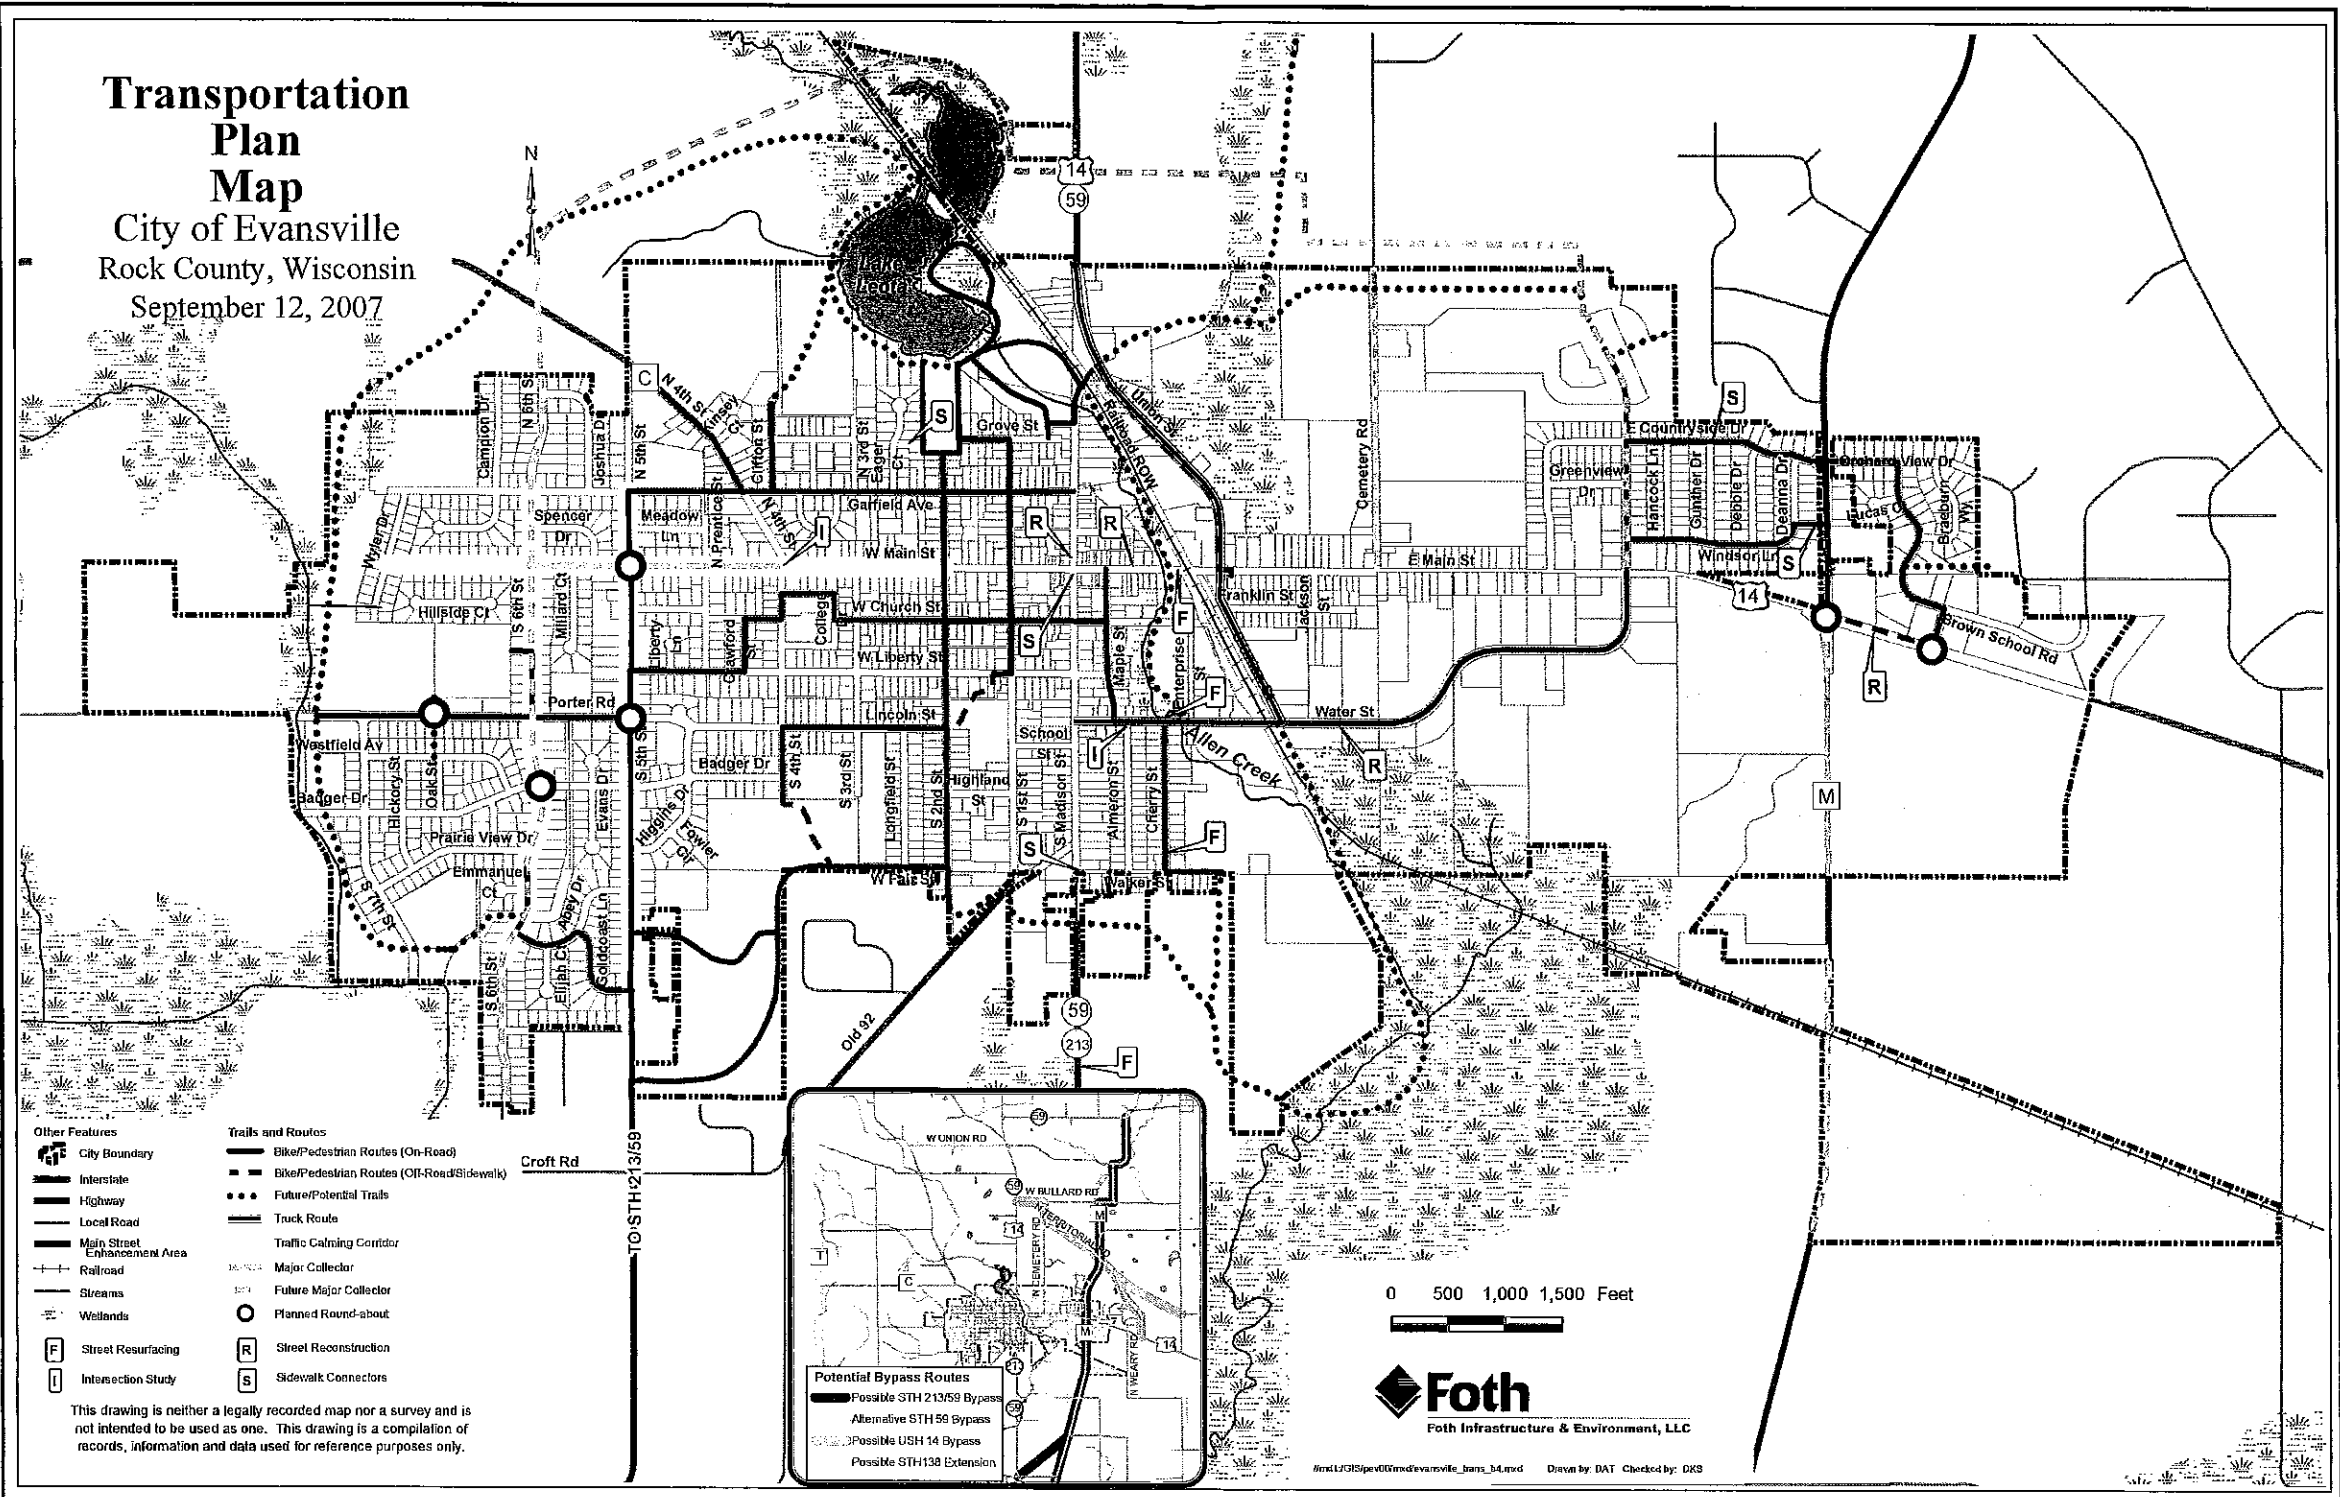 Transportation
Plan
Map
City of Evansville
Rock County, Wisconsin
September 12, 2007
N
14
59
Lake
Leota
C
N 4th St
Kinsey
Ct
Clifton St
N 3rd St
Eager
Ct
S
Grove St
Union St
Railroad ROW
Cemetery Rd
Campion Dr
N 6th St
Joshua Dr
N 5th St
S
E Countryside Dr
Orchard View Dr
Greenview
Dr
Hancock Ln
Gunther Dr
Debbie Dr
Deanna Dr
Lucas Ct
Braeburn
Wy
Wyler Dr
Spencer
Dr
Meadow
Ln
N Prentice St
N 4th St
I
Garfield Ave
W Main St
R
R
E Main St
Windsor Ln
S
14
Hillside Ct
S 6th St
Millard Ct
Liberty
Ln
Crawford
St
College
Dr
W Church St
W Liberty St
S
Maple St
F
Enterprise
St
Franklin St
Jackson
St
Brown School Rd
R
Porter Rd
Lincoln St
F
Water St
Westfield Av
School
St
I
Allen Creek
R
Badger Dr
Hickory St
Oak St
Evans Dr
S 5th St
Badger Dr
S 4th St
S 3rd St
Longfield St
S 2nd St
Highland
St
S 1st St
S Madison St
Almeron St
Cherry St
M
Prairie View Dr
Higgins Dr
Fowler
Cir
S
F
Emmanuel
Ct
S 7th St
Abey Dr
Goldcoast Ln
W Fair St
Walker St
S 6th St
Elijah Ct
Old 92
59
213
F
Croft Rd
TO STH 213/59
Other Features
City Boundary
Interstate
Highway
Local Road
Main Street
Enhancement Area
Railroad
Streams
Wetlands
F Street Resurfacing
I Intersection Study
Trails and Routes
Bike/Pedestrian Routes (On-Road)
Bike/Pedestrian Routes (Off-Road/Sidewalk)
Future/Potential Trails
Truck Route
Traffic Calming Corridor
Major Collector
Future Major Collector
Planned Round-about
R Street Reconstruction
S Sidewalk Connectors
This drawing is neither a legally recorded map nor a survey and is
not intended to be used as one. This drawing is a compilation of
records, information and data used for reference purposes only.
59
W UNION RD
59
W BULLARD RD
M
14
N TERRITORIAL RD
N CEMETERY RD
T
C
M
14
213
N WEARY RD
59
Potential Bypass Routes
Possible STH 213/59 Bypass
Alternative STH 59 Bypass
Possible USH 14 Bypass
Possible STH138 Extension
0 500 1,000 1,500 Feet
Foth
Foth Infrastructure & Environment, LLC
Drawn by: DAT Checked by: DKS